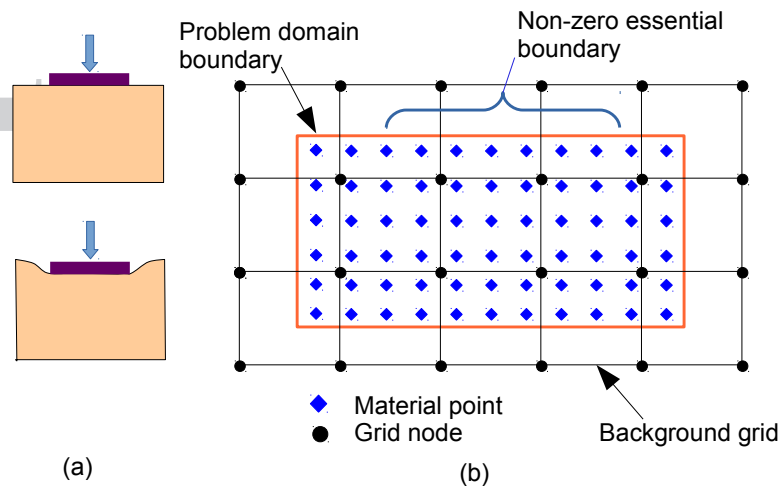 Problem domain
boundary
Non-zero essential
boundary
Material point
Grid node
Background grid
(a)
(b)